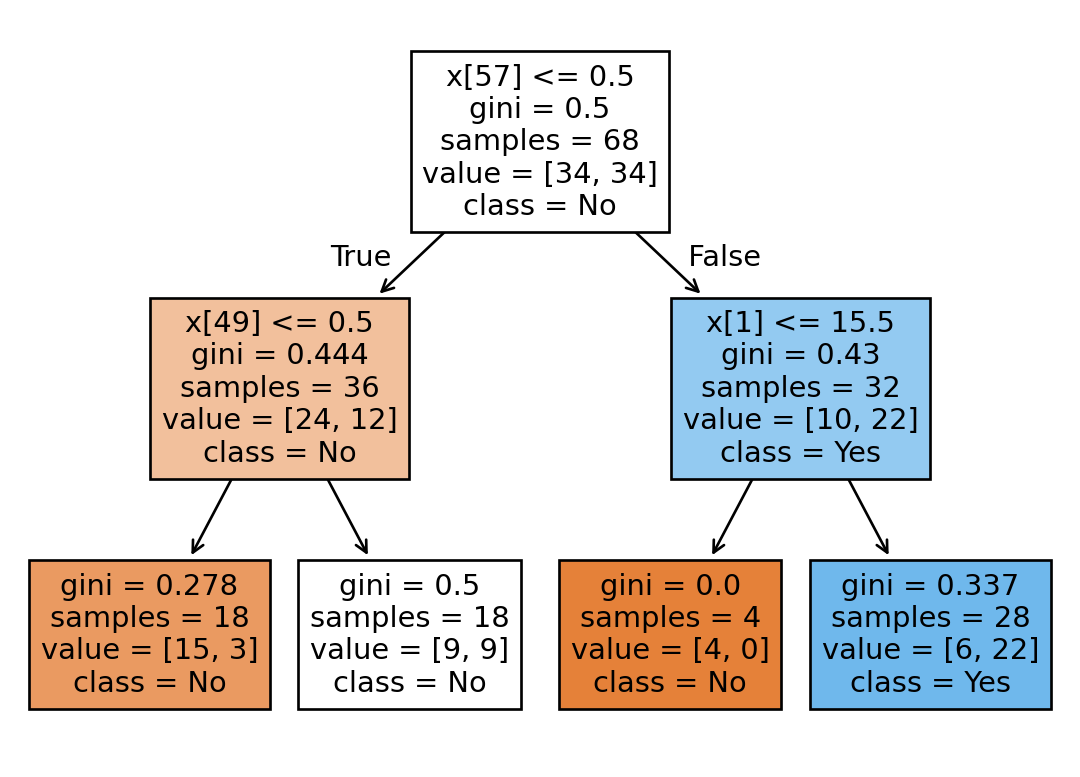 x[57] <= 0.5
gini = 0.5
samples = 68
value = [34, 34]
class = No
True
False
x[49] <= 0.5
gini = 0.444
samples = 36
value = [24, 12]
class = No
x[1] <= 15.5
gini = 0.43
samples = 32
value = [10, 22]
class = Yes
gini = 0.278
samples = 18
value = [15, 3]
class = No
gini = 0.5
samples = 18
value = [9, 9]
class = No
gini = 0.0
samples = 4
value = [4, 0]
class = No
gini = 0.337
samples = 28
value = [6, 22]
class = Yes